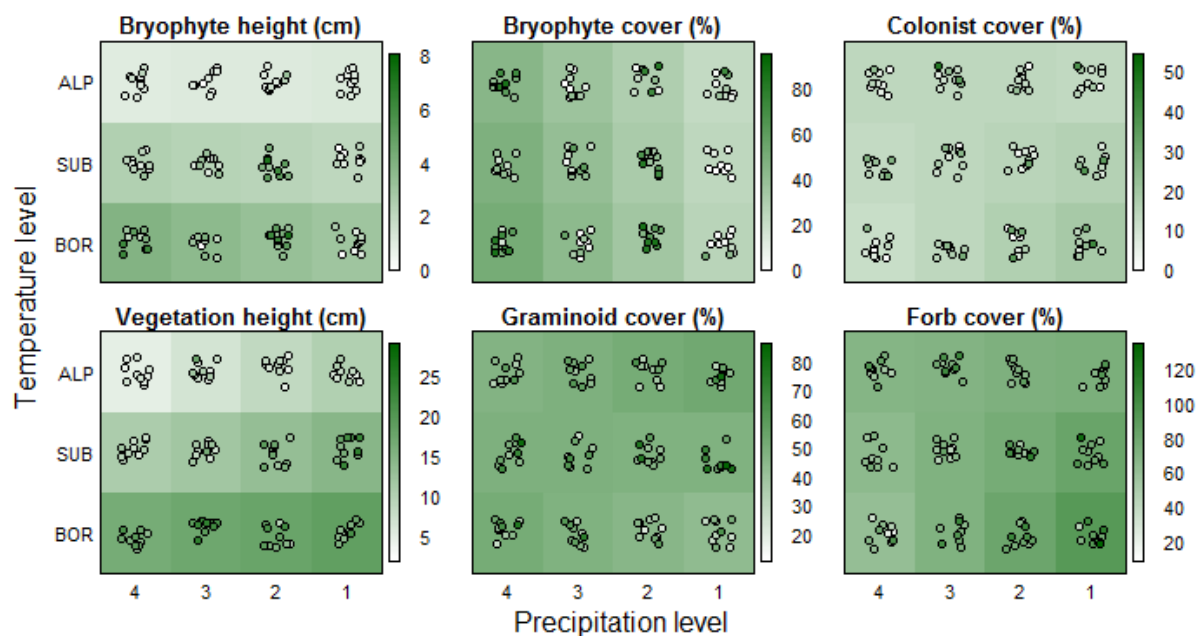 Bryophyte height (cm) Bryophyte cover (%) Colonist cover (%)
8 80 50
ALP
6 60 40
30
SUB 4 40
20
2 20 10
BOR
0 0 0
Temperature level
Vegetation height (cm) Graminoid cover (%) Forb cover (%)
80 120
ALP 25 70 100
20 60
SUB 50 80
15
40 60
10 30 40
BOR
5 20 20
4 3 2 1 4 3 2 1 4 3 2 1
Precipitation level